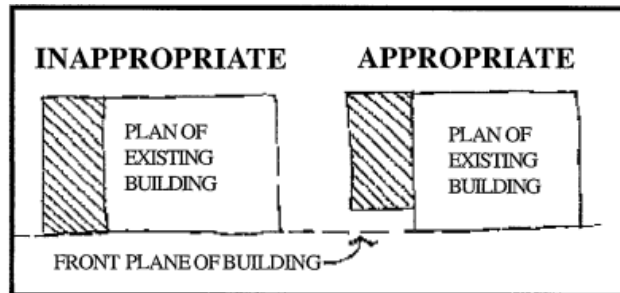 INAPPROPRIATE
APPROPRIATE
PLAN OF
EXISTING
BUILDING
PLAN OF
EXISTING
BUILDING
FRONT PLANE OF BUILDING